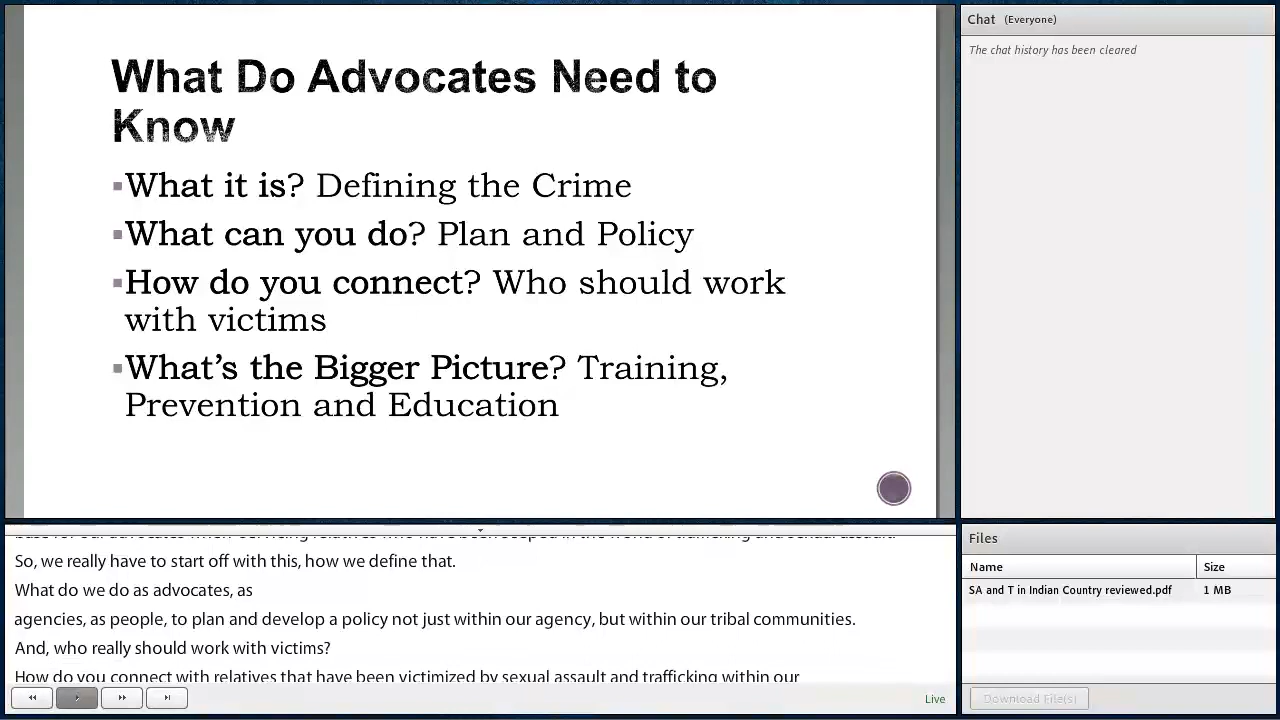 What Do Advocates Need to
Know
▪What it is? Defining the Crime
▪What can you do? Plan and Policy
▪How do you connect? Who should work
with victims
▪What's the Bigger Picture? Training,
Prevention and Education
So, we really have to start off with this, how we define that.
What do we do as advocates, as
agencies, as people, to plan and develop a policy not just within our agency, but within our tribal communities.
And, who really should work with victims?
How do you connect with relatives that have been victimized by sexual assault and trafficking within our
Live
Chat (Everyone)
The chat history has been cleared
Files
Name Size
SA and T in Indian Country reviewed.pdf 1 MB
Download File(s)